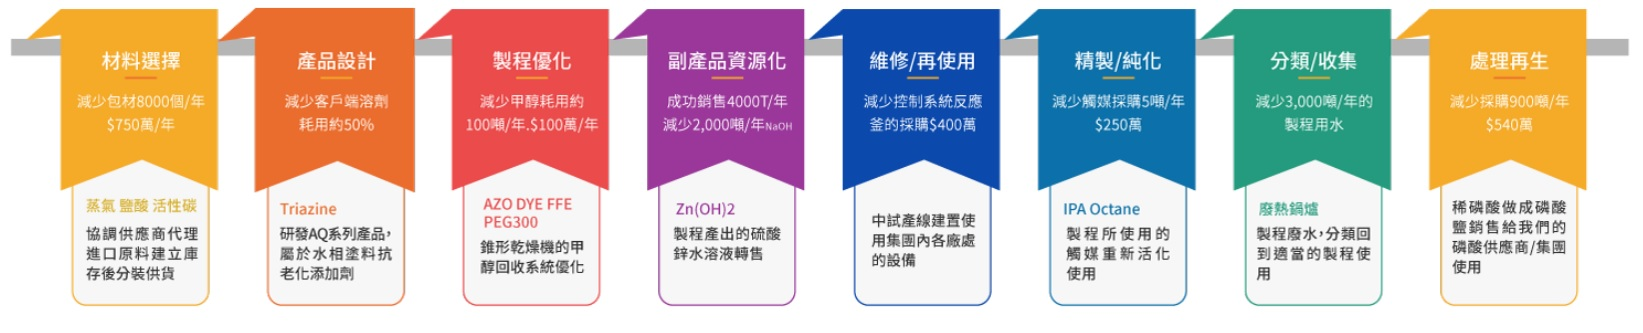 材料選擇
減少包材8000個/年
$750萬/年
蒸氣 鹽酸 活性碳
協調供應商代理
進口原料建立庫
存後分裝供貨
產品設計
減少客戶端溶劑
耗用約50%
Triazine
研發AQ系列產品,
屬於水相塗料抗
老化添加劑
製程優化
減少甲醇耗用約
100噸/年.$100萬/年
AZO DYE FFE
PEG300
錐形乾燥機的甲
醇回收系統優化
副產品資源化
成功銷售4000T/年
減少2,000噸/年NaOH
Zn(OH)2
製程產出的硫酸
鋅水溶液轉售
維修/再使用
減少控制系統反應
釜的採購$400萬
中試產線建置使
用集團內各廠處
的設備
精製/純化
減少觸媒採購5噸/年
$250萬
IPA Octane
製程所使用的
觸媒重新活化
使用
分類/收集
減少3,000噸/年的
製程用水
廢熱鍋爐
製程廢水,分類回
到適當的製程使
用
處理再生
減少採購900噸/年
$540萬
稀磷酸做成磷酸
鹽銷售給我們的
磷酸供應商/集團
使用